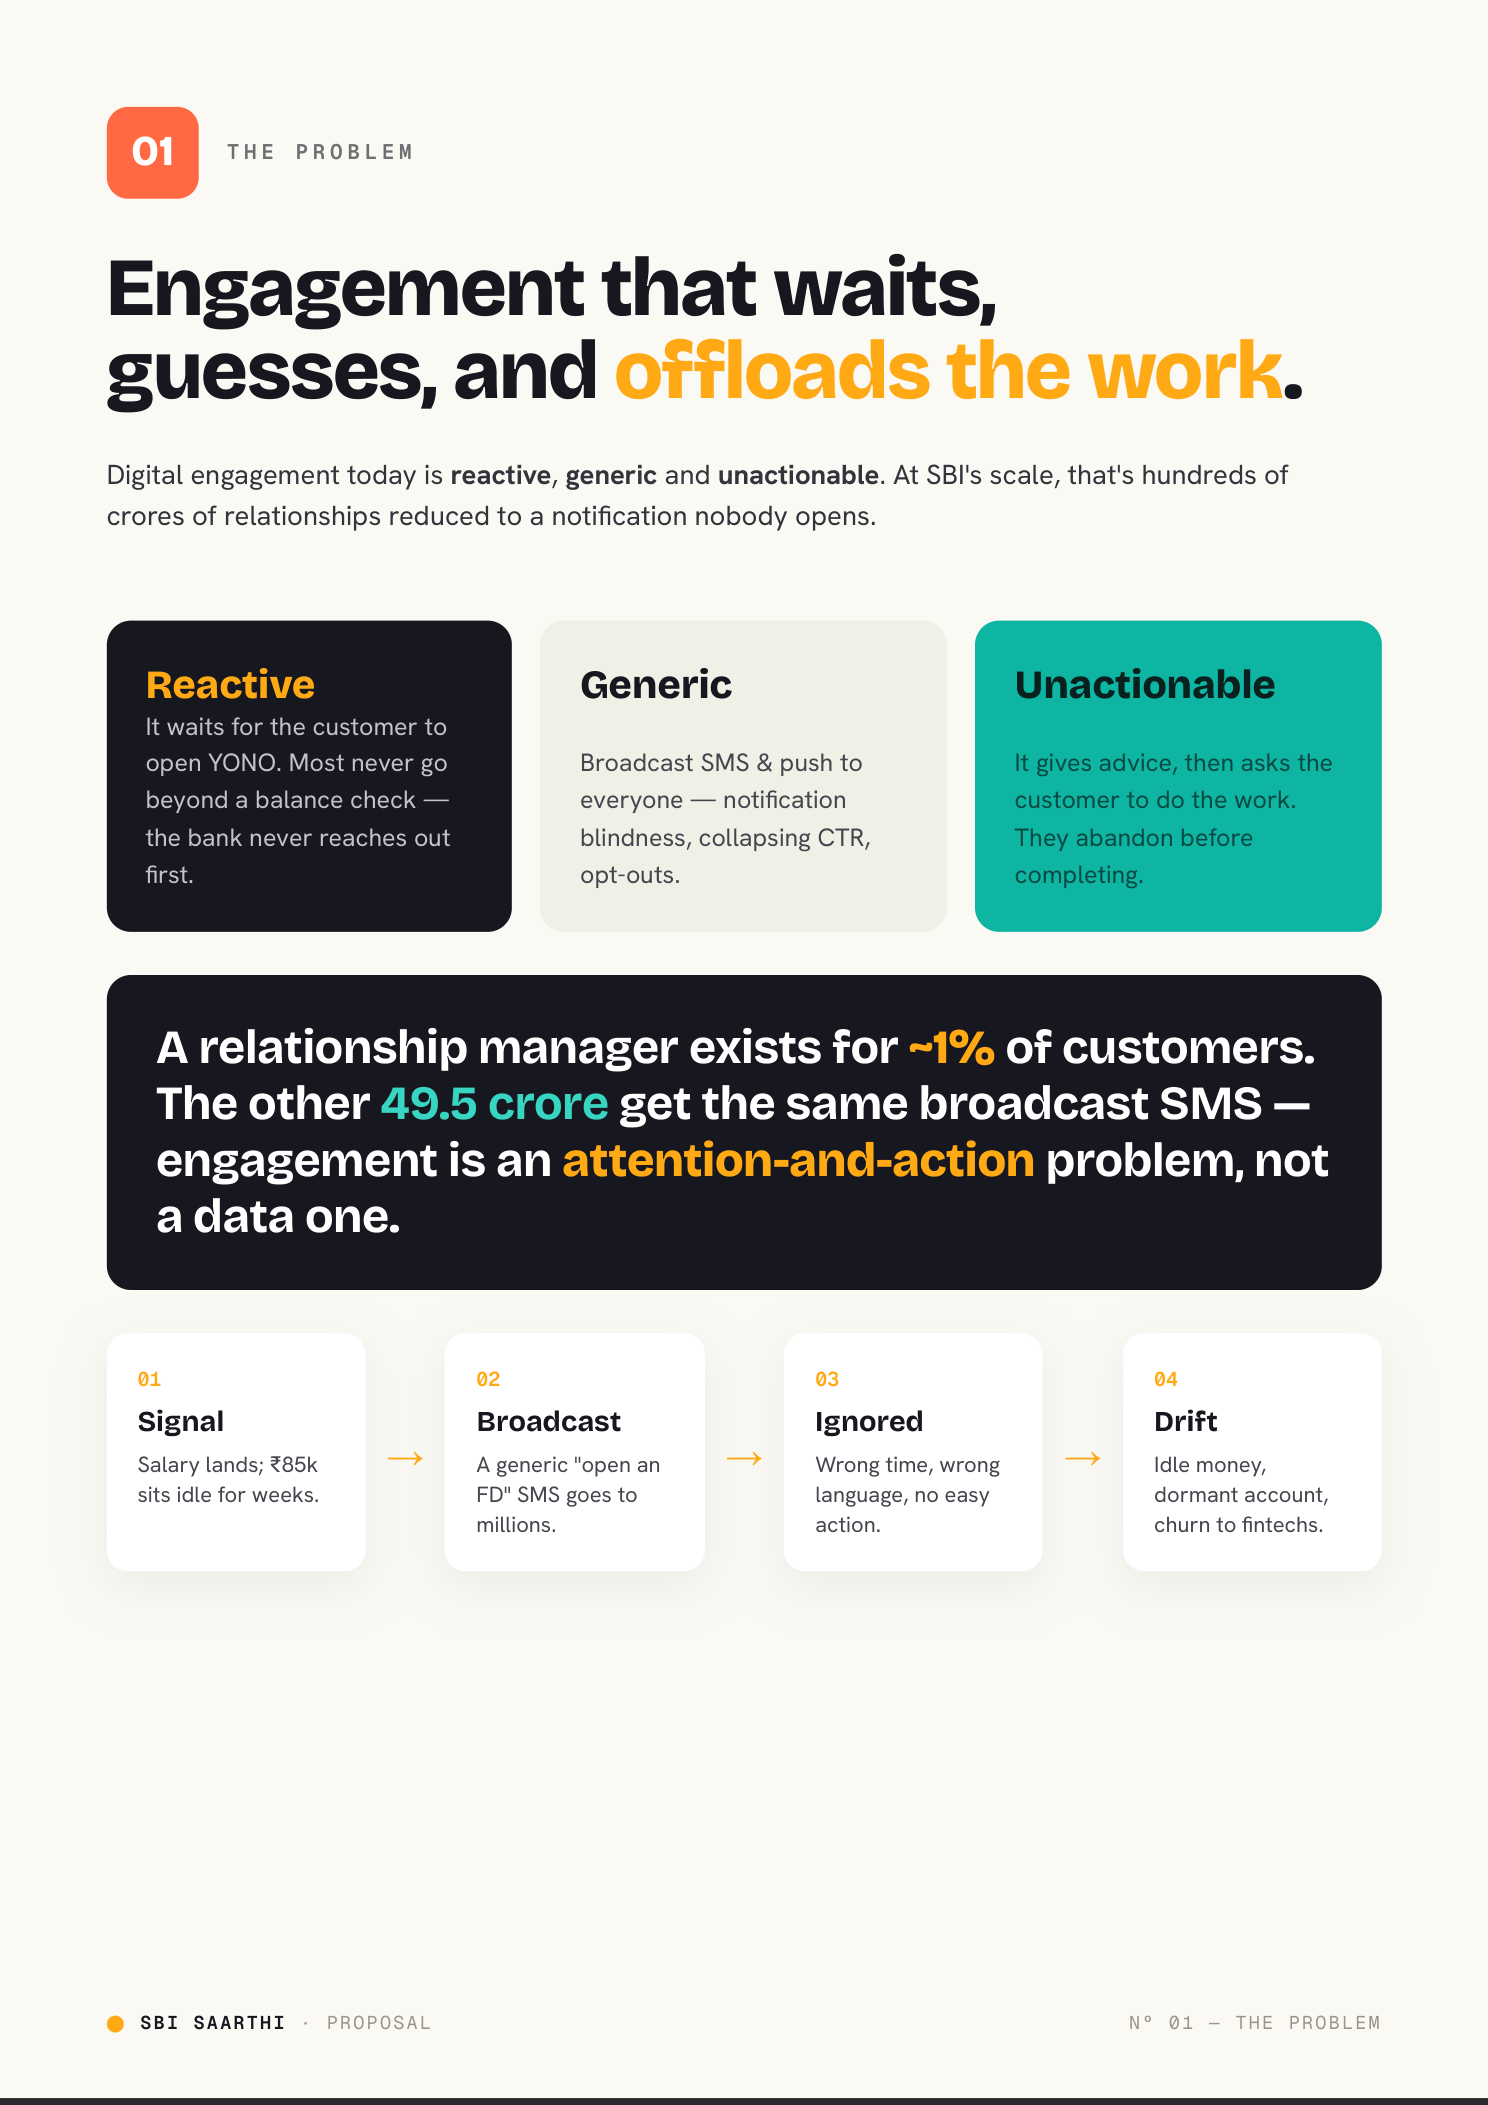 01
THE PROBLEM
Engagement that waits,
guesses, and offloads the work.
Digital engagement today is reactive, generic and unactionable. At SBI's scale, that's hundreds of
crores of relationships reduced to a notification nobody opens.
Reactive
It waits for the customer to
open YONO. Most never go
beyond a balance check —
the bank never reaches out
first.
Generic
Broadcast SMS & push to
everyone — notification
blindness, collapsing CTR,
opt-outs.
Unactionable
It gives advice, then asks the
customer to do the work.
They abandon before
completing.
A relationship manager exists for ~1% of customers.
The other 49.5 crore get the same broadcast SMS —
engagement is an attention-and-action problem, not
a data one.
01
Signal
Salary lands; ₹85k
sits idle for weeks.
→
02
Broadcast
A generic "open an
FD" SMS goes to
millions.
→
03
Ignored
Wrong time, wrong
language, no easy
action.
→
04
Drift
Idle money,
dormant account,
churn to fintechs.
SBI SAARTHI · PROPOSAL
Nº 01 — THE PROBLEM